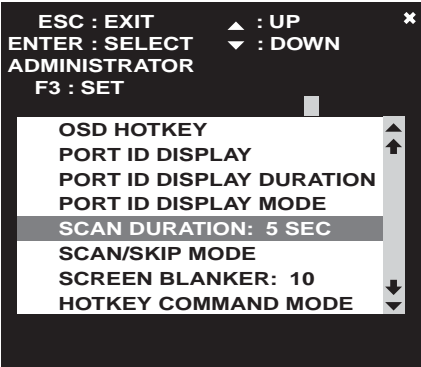 ESC : EXIT ▲ : UP ✖
ENTER : SELECT ▼ : DOWN
ADMINISTRATOR
F3 : SET
OSD HOTKEY
PORT ID DISPLAY
PORT ID DISPLAY DURATION
PORT ID DISPLAY MODE
SCAN DURATION: 5 SEC
SCAN/SKIP MODE
SCREEN BLANKER: 10
HOTKEY COMMAND MODE